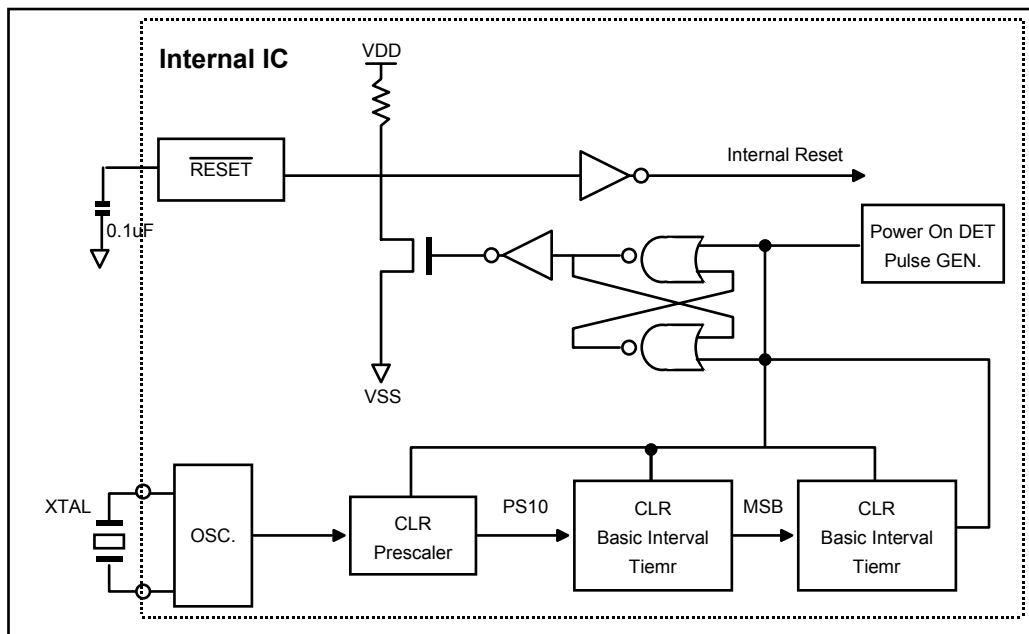 Internal IC
VDD
RESET
Internal Reset
0.1uF
Power On DET
Pulse GEN.
VSS
XTAL
OSC.
CLR
Prescaler
PS10
CLR
Basic Interval
Tiemr
MSB
CLR
Basic Interval
Tiemr